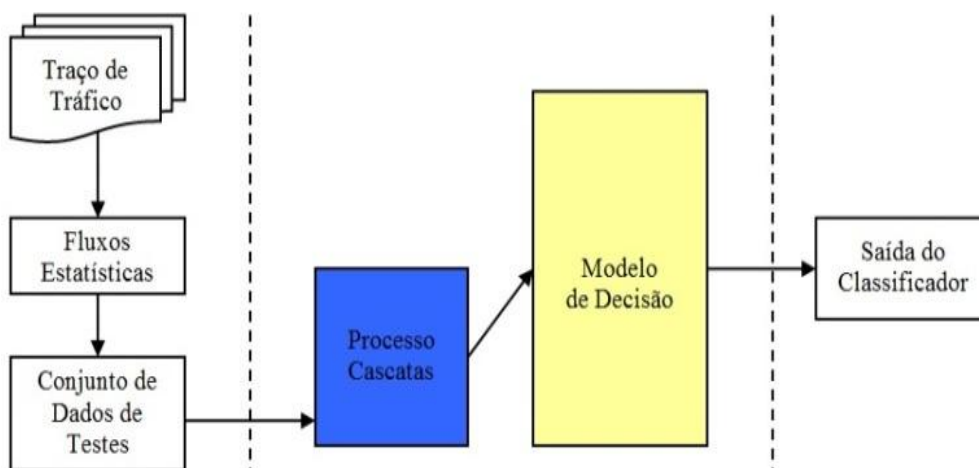 Traço de
Tráfico
Fluxos
Estatísticas
Conjunto de
Dados de
Testes
Processo
Cascatas
Modelo
de Decisão
Saída do
Classificador